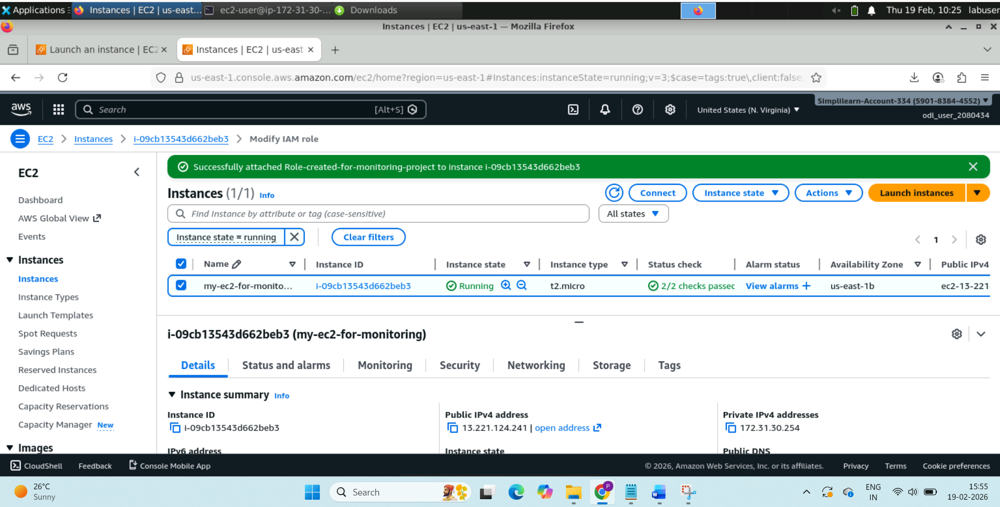 Applications
Instances | EC2 | us-east...
ec2-user@ip-172-31-30-...
Downloads
Thu 19 Feb, 10:25 labuser
Instances | EC2 | us-east-1 — Mozilla Firefox
Launch an instance | EC2
Instances | EC2 | us-east-
us-east-1.console.aws.amazon.com/ec2/home?region=us-east-1#Instances:instanceState=running;v=3;$case=tags:true\,client:false;
aws
Search
[Alt+S]
United States (N. Virginia)
Simplilearn-Account-334 (5901-8384-4552)
odl_user_2080434
EC2 > Instances > i-09cb13543d662beb3 > Modify IAM role
EC2
Dashboard
AWS Global View
Events
Instances
Instances
Instance Types
Launch Templates
Spot Requests
Savings Plans
Reserved Instances
Dedicated Hosts
Capacity Reservations
Capacity Manager New
Images
Successfully attached Role-created-for-monitoring-project to instance i-09cb13543d662beb3
Instances (1/1) Info
Connect
Instance state
Actions
Launch instances
Find Instance by attribute or tag (case-sensitive)
All states
Instance state = running
Clear filters
1
Name Instance ID Instance state Instance type Status check Alarm status Availability Zone Public IPv4
my-ec2-for-monito... i-09cb13543d662beb3 Running t2.micro 2/2 checks passec View alarms + us-east-1b ec2-13-221
i-09cb13543d662beb3 (my-ec2-for-monitoring)
Details Status and alarms Monitoring Security Networking Storage Tags
Instance summary Info
Instance ID
i-09cb13543d662beb3
Public IPv4 address
13.221.124.241 | open address
Private IPv4 addresses
172.31.30.254
IPv6 address
Instance state
Public DNS
CloudShell Feedback Console Mobile App
© 2026, Amazon Web Services, Inc. or its affiliates. Privacy Terms Cookie preferences
26°C
Sunny
Search
P
ENG
IN
15:55
19-02-2026